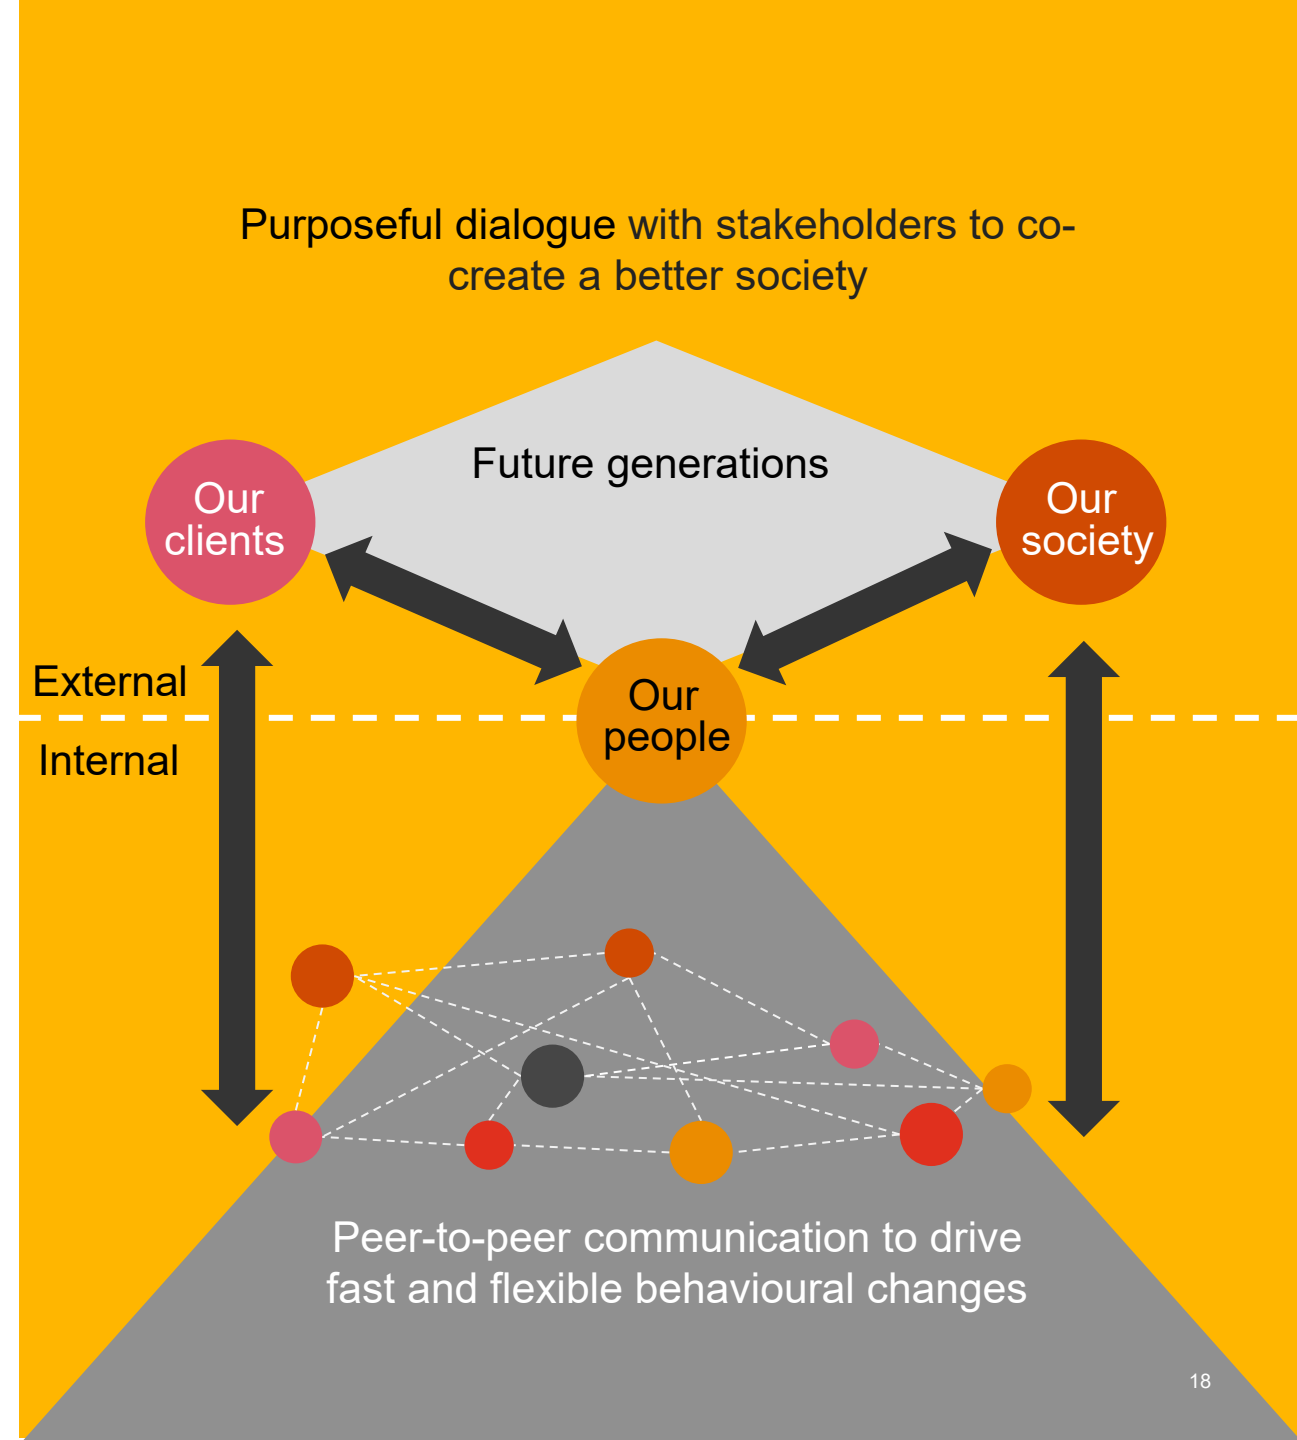 Purposeful dialogue with stakeholders to co-
create a better society
Future generations
Our
clients
Our
society
External
Our
people
Internal
Peer-to-peer communication to drive
fast and flexible behavioural changes
18